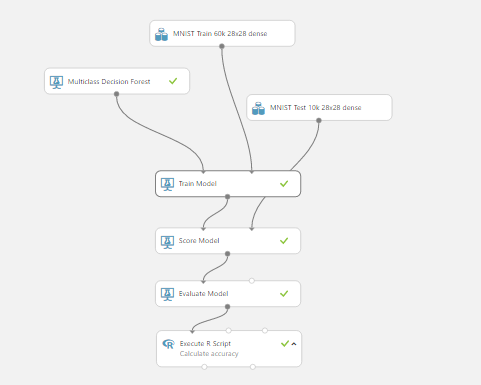 MNIST Train 60k 28x28 dense
Multiclass Decision Forest
MNIST Test 10k 28x28 dense
Train Model
Score Model
Evaluate Model
Execute R Script
Calculate accuracy